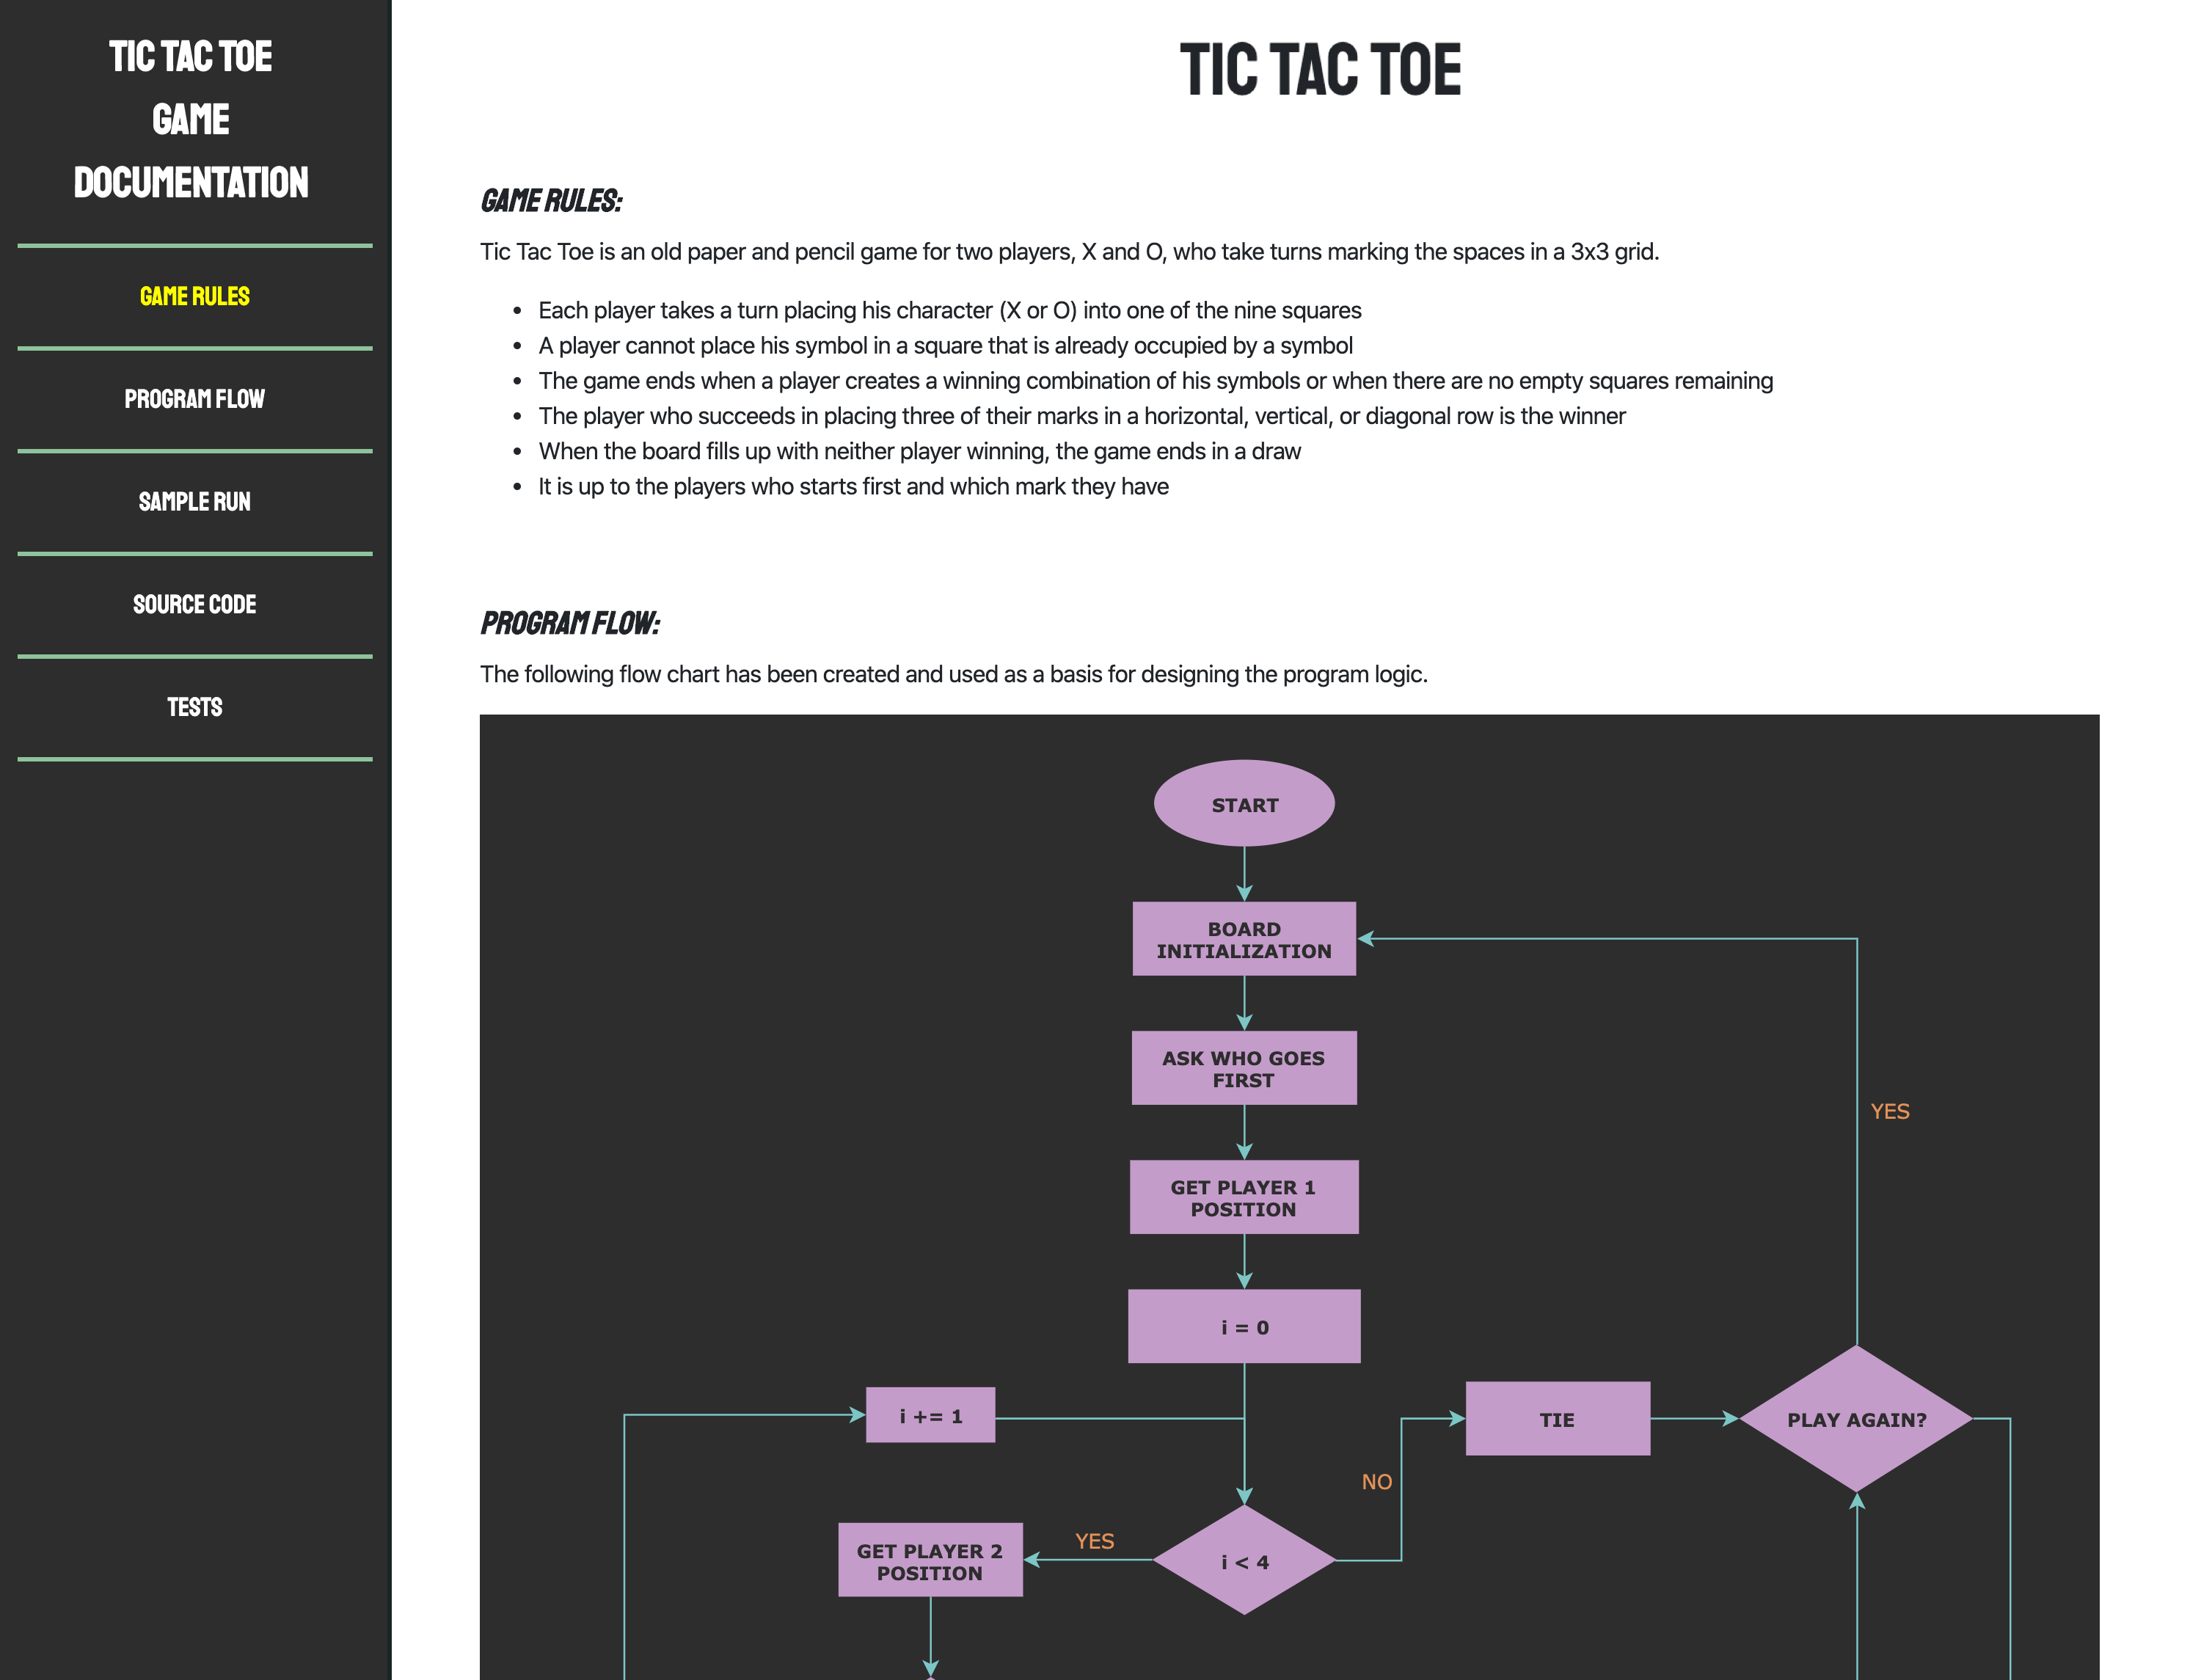 TIC TAC TOE
GAME
DOCUMENTATION
GAME RULES
PROGRAM FLOW
SAMPLE RUN
SOURCE CODE
TESTS
TIC TAC TOE
GAME RULES:
Tic Tac Toe is an old paper and pencil game for two players, X and O, who take turns marking the spaces in a 3x3 grid.
• Each player takes a turn placing his character (X or O) into one of the nine squares
• A player cannot place his symbol in a square that is already occupied by a symbol
• The game ends when a player creates a winning combination of his symbols or when there are no empty squares remaining
• The player who succeeds in placing three of their marks in a horizontal, vertical, or diagonal row is the winner
• When the board fills up with neither player winning, the game ends in a draw
• It is up to the players who starts first and which mark they have
PROGRAM FLOW:
The following flow chart has been created and used as a basis for designing the program logic.
START
BOARD
INITIALIZATION
ASK WHO GOES
FIRST
YES
GET PLAYER 1
POSITION
i = 0
i += 1
TIE
PLAY AGAIN?
NO
YES
GET PLAYER 2
POSITION
i < 4